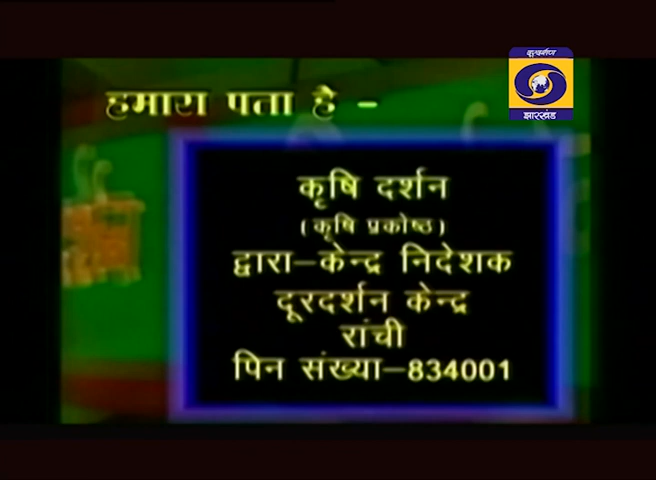 दूरदर्शन
झारखंड
हमारा पता है -
कृषि दर्शन
(कृषि प्रकोष्ठ)
द्वारा-केन्द्र निदेशक
दूरदर्शन केन्द्र
रांची
पिन संख्या-834001